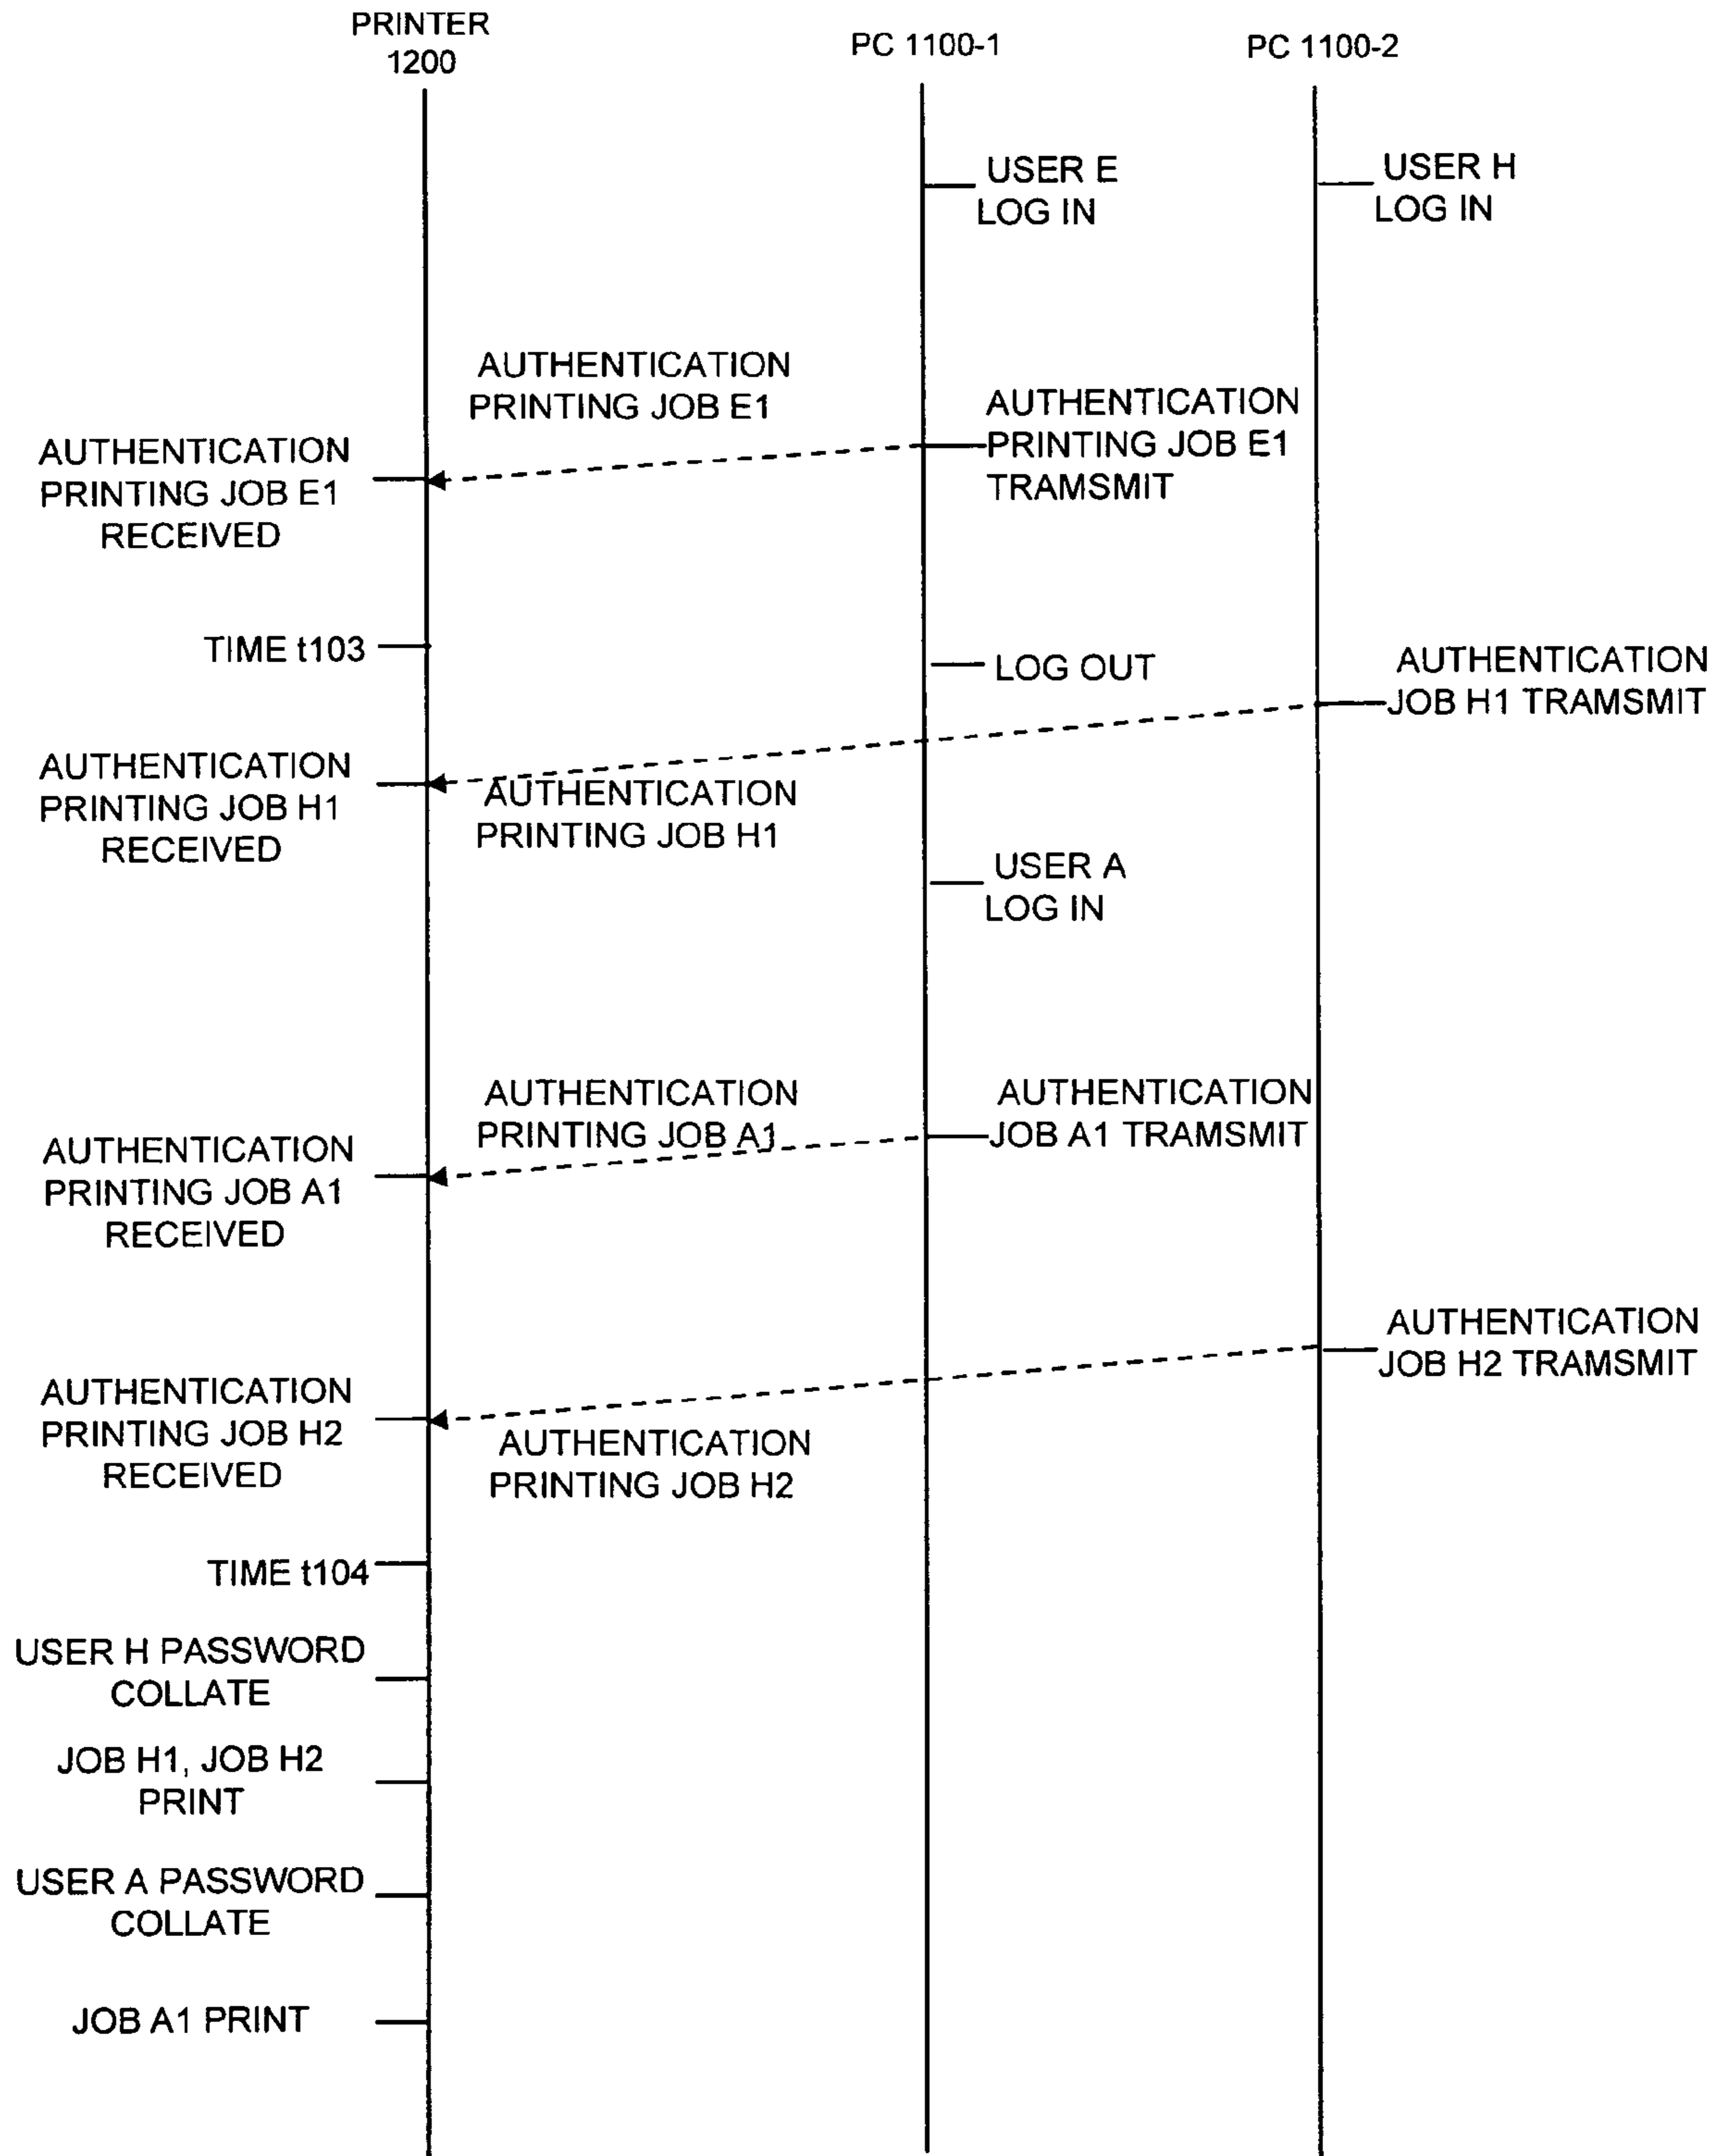 PRINTER
1200
PC 1100-1
PC 1100-2
USER E
LOG IN
USER H
LOG IN
AUTHENTICATION
PRINTING JOB E1
AUTHENTICATION
PRINTING JOB E1
TRAMSMIT
AUTHENTICATION
PRINTING JOB E1
RECEIVED
TIME t103
LOG OUT
AUTHENTICATION
JOB H1 TRAMSMIT
AUTHENTICATION
PRINTING JOB H1
RECEIVED
AUTHENTICATION
PRINTING JOB H1
USER A
LOG IN
AUTHENTICATION
PRINTING JOB A1
AUTHENTICATION
JOB A1 TRAMSMIT
AUTHENTICATION
PRINTING JOB A1
RECEIVED
AUTHENTICATION
JOB H2 TRAMSMIT
AUTHENTICATION
PRINTING JOB H2
RECEIVED
AUTHENTICATION
PRINTING JOB H2
TIME t104
USER H PASSWORD
COLLATE
JOB H1, JOB H2
PRINT
USER A PASSWORD
COLLATE
JOB A1 PRINT